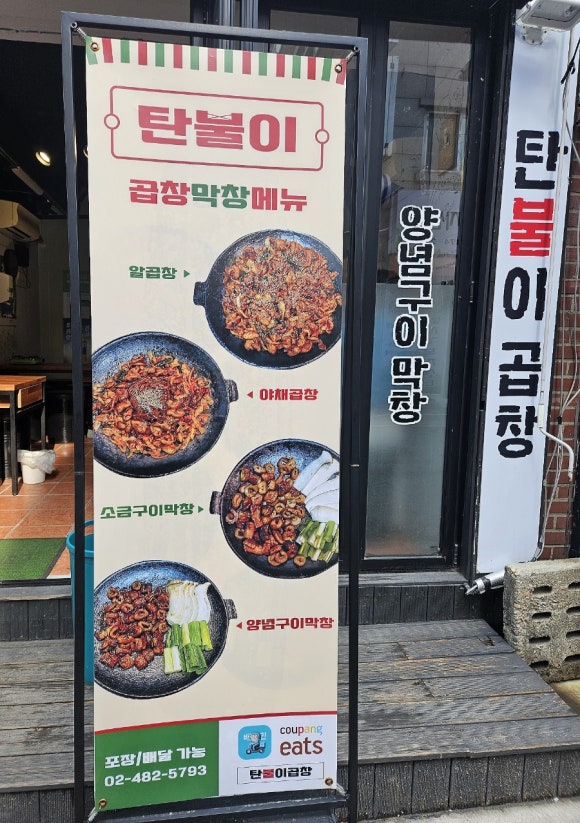 탄불이
곱창막창메뉴
알곱창
야채곱창
소금구이막창
양념구이막창
포장/배달 가능
02-482-5793
coupang
eats
탄불이곱창
양념구이 막창
탄불이 곱창